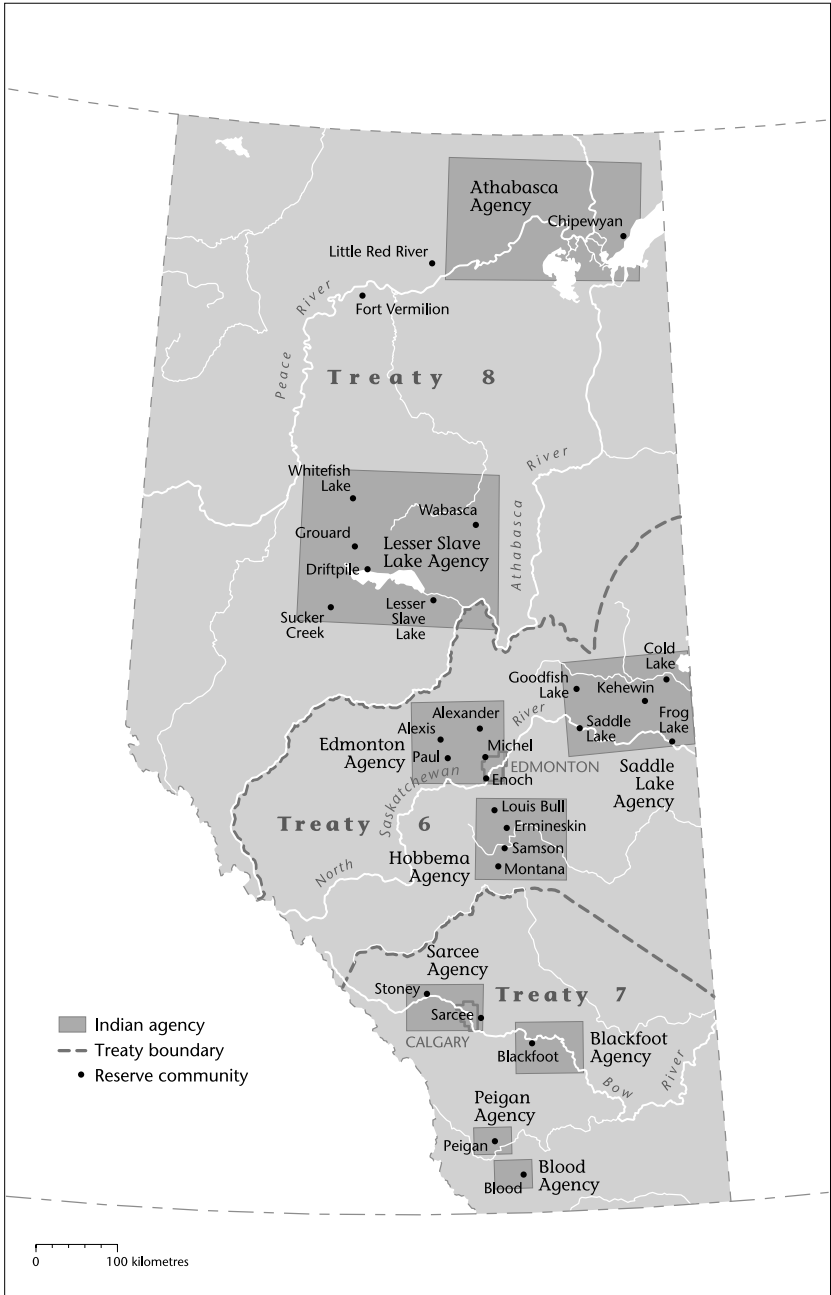 Athabasca
Agency
Chipewyan
Little Red River
River
Fort Vermilion
Peace
Treaty 8
River
Whitefish
Lake
Wabasca
Athabasca
Grouard
Lesser Slave
Lake Agency
Driftpile
Lesser
Slave
Lake
Sucker
Creek
Cold
Lake
Goodfish
Lake
Kehewin
Frog
Lake
River
Saddle
Lake
Alexander
Alexis
Edmonton
Agency
Michel
Paul
EDMONTON
Enoch
Saddle
Lake
Agency
Saskatchewan
Louis Bull
Treaty 6
Ermineskin
Samson
Hobbema
Agency
Montana
North
Sarcee
Agency
Stoney
Treaty 7
Sarcee
CALGARY
Blackfoot
Agency
Blackfoot
River
Bow
Peigan
Agency
Peigan
Blood
Agency
Blood
Indian agency
Treaty boundary
Reserve community
0 100 kilometres